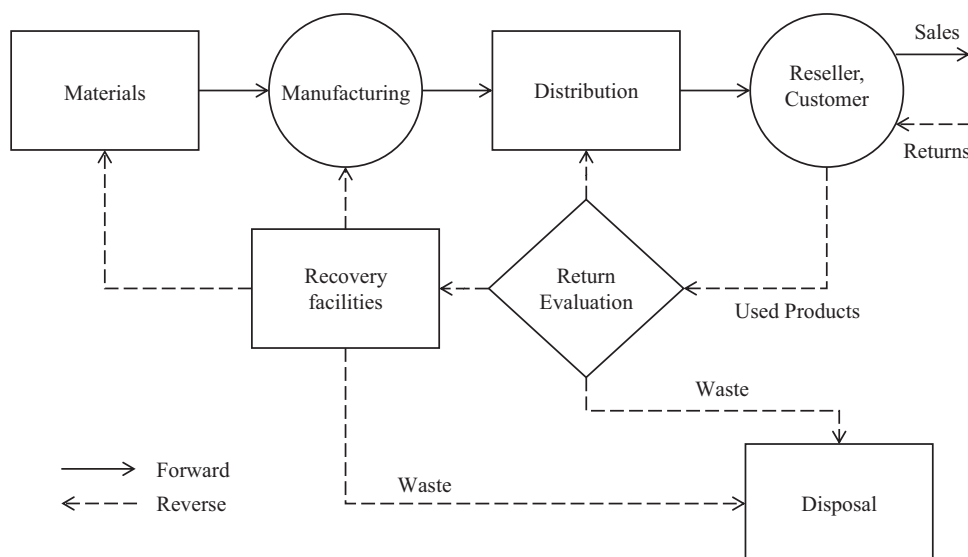 Sales
Materials
Manufacturing
Distribution
Reseller,
Customer
Returns
Recovery
facilities
Return
Evaluation
Used Products
Waste
Forward
Reverse
Waste
Disposal